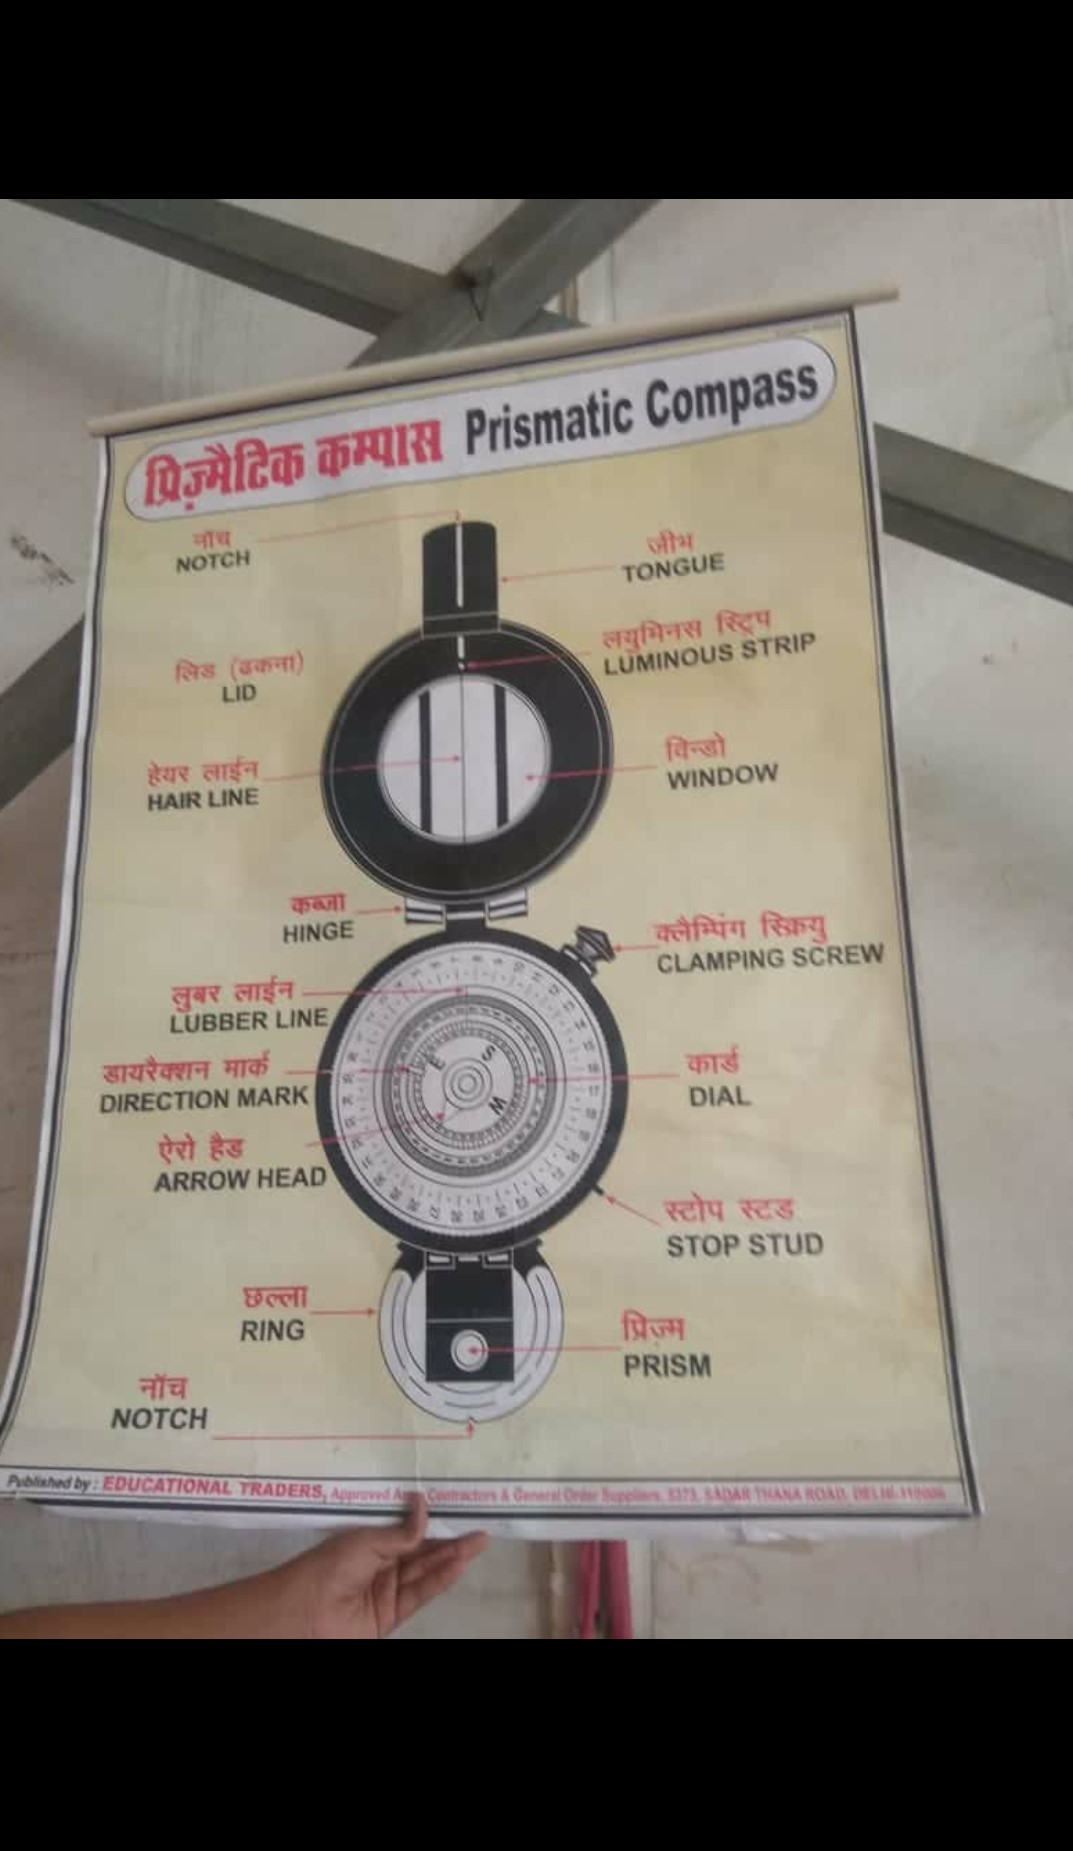 प्रिज़्मैटिक कम्पास Prismatic Compass
नॉच
NOTCH
जीभ
TONGUE
लयुमिनस स्ट्रिप
LUMINOUS STRIP
लिड (ढकना)
LID
विन्डो
WINDOW
हेयर लाईन
HAIR LINE
कब्जा
HINGE
क्लैम्पिंग स्क्रियु
CLAMPING SCREW
लुबर लाईन
LUBBER LINE
कार्ड
DIAL
डायरैक्शन मार्क
DIRECTION MARK
E S
W
ऐरो हैड
ARROW HEAD
स्टोप स्टड
STOP STUD
छल्ला
RING
प्रिज्म
PRISM
नॉच
NOTCH
Published by : EDUCATIONAL TRADERS, Approved Contractors & General Order Suppliers, SADAR THANA ROAD, DELHI-110006